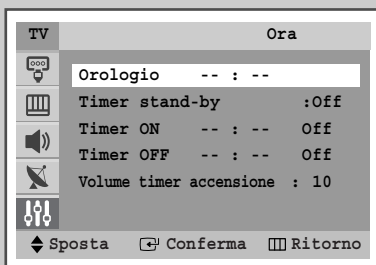 TV Ora
Orologio -- : --
Timer stand-by :Off
Timer ON -- : -- Off
Timer OFF -- : -- Off
Volume timer accensione : 10
Sposta Conferma Ritorno